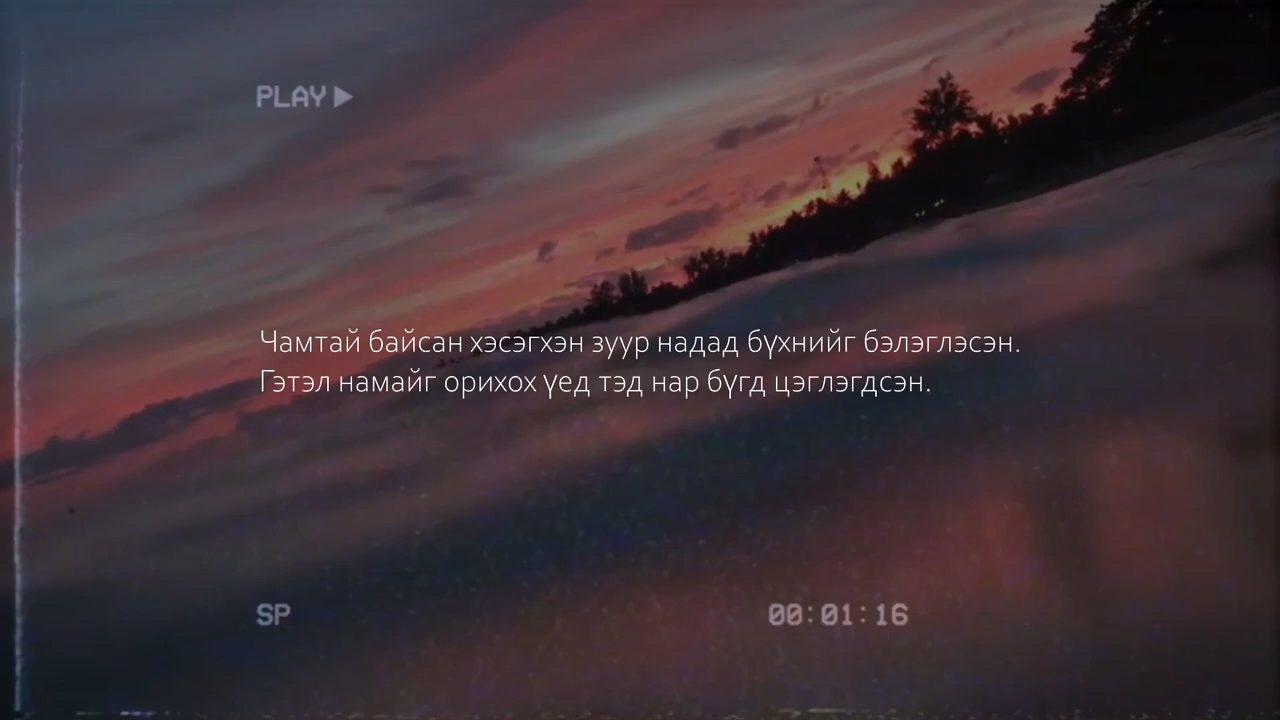 PLAY ▶
Чамтай байсан хэсэгхэн зуур надад бүхнийг бэлэглэсэн.
Гэтэл намайг орихох үед тэд нар бүгд цэглэгдсэн.
SP
00:01:16